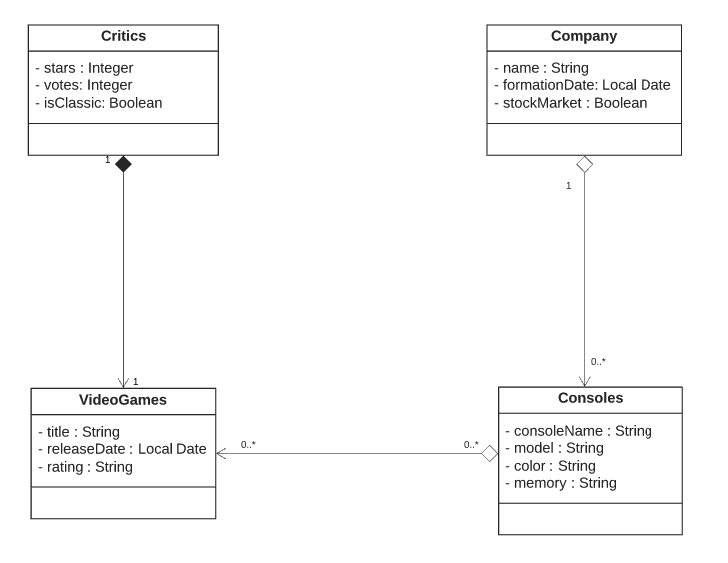 Critics
- stars : Integer
- votes: Integer
- isClassic: Boolean
1
Company
- name : String
- formationDate: Local Date
- stockMarket : Boolean
1
0..*
1
VideoGames
- title : String
- releaseDate : Local Date
- rating : String
0..*
0..*
Consoles
- consoleName : String
- model : String
- color : String
- memory : String